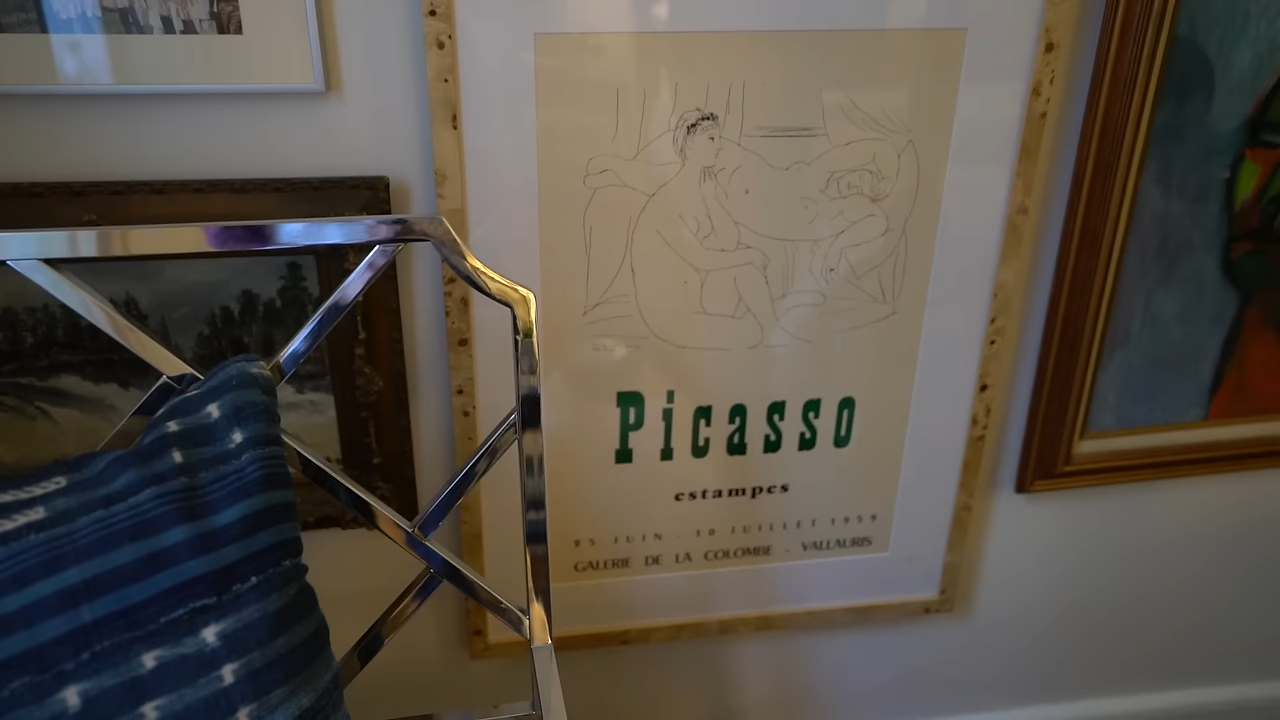 Picasso
estampes
25 JUIN - 10 JUILLET 1959
GALERIE DE LA COLOMBE - VALLAURIS